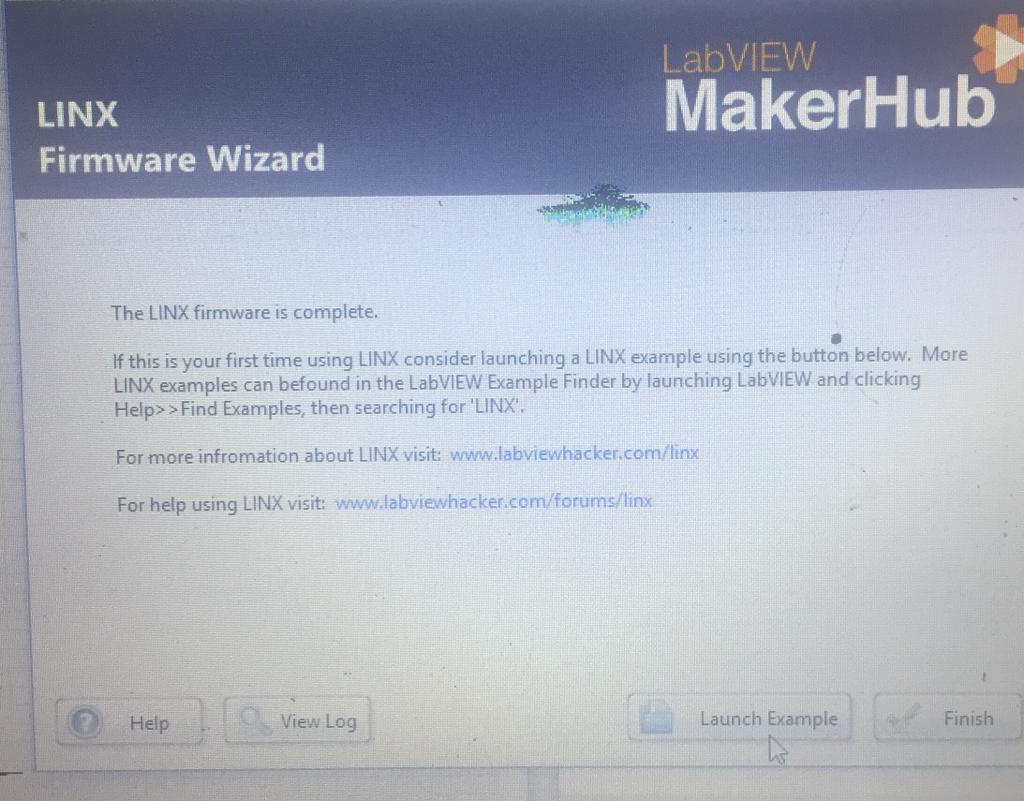 LINX
Firmware Wizard
LabVIEW
MakerHub
The LINX firmware is complete.
If this is your first time using LINX consider launching a LINX example using the button below. More
LINX examples can befound in the LabVIEW Example Finder by launching LabVIEW and clicking
Help>>Find Examples, then searching for 'LINX'.
For more infromation about LINX visit: www.labviewhacker.com/linx
For help using LINX visit: www.labviewhacker.com/forums/linx
Help
View Log
Launch Example
Finish